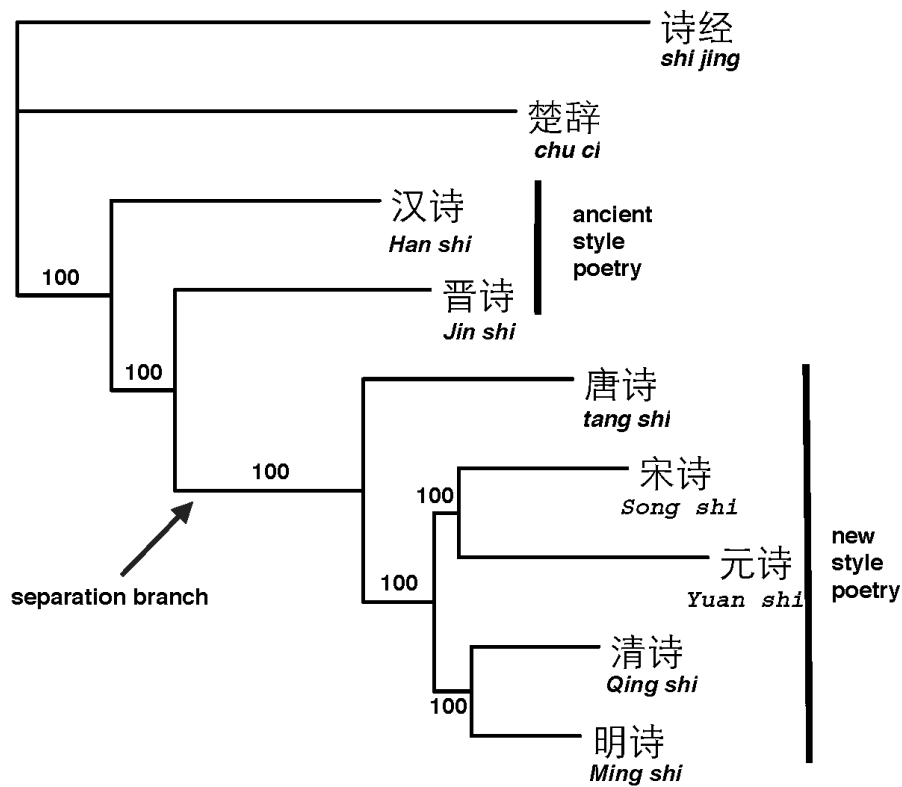 诗经
shi jing
楚辞
chu ci
汉诗
Han shi
ancient
style
poetry
100
晋诗
Jin shi
100
唐诗
tang shi
100
宋诗
100
Song shi
separation branch
元诗
100
Yuan shi
new
style
poetry
清诗
Qing shi
100
明诗
Ming shi